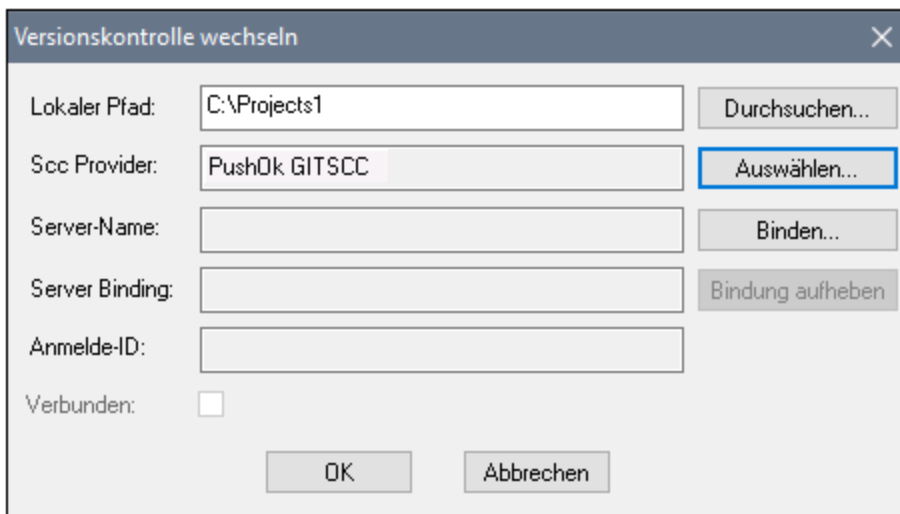 Versionskontrolle wechseln
Lokaler Pfad: C:\Projects1 Durchsuchen...
Scc Provider: PushOk GITSCC Auswählen...
Server-Name: Binden...
Server Binding: Bindung aufheben
Anmelde-ID:
Verbunden:
OK Abbrechen